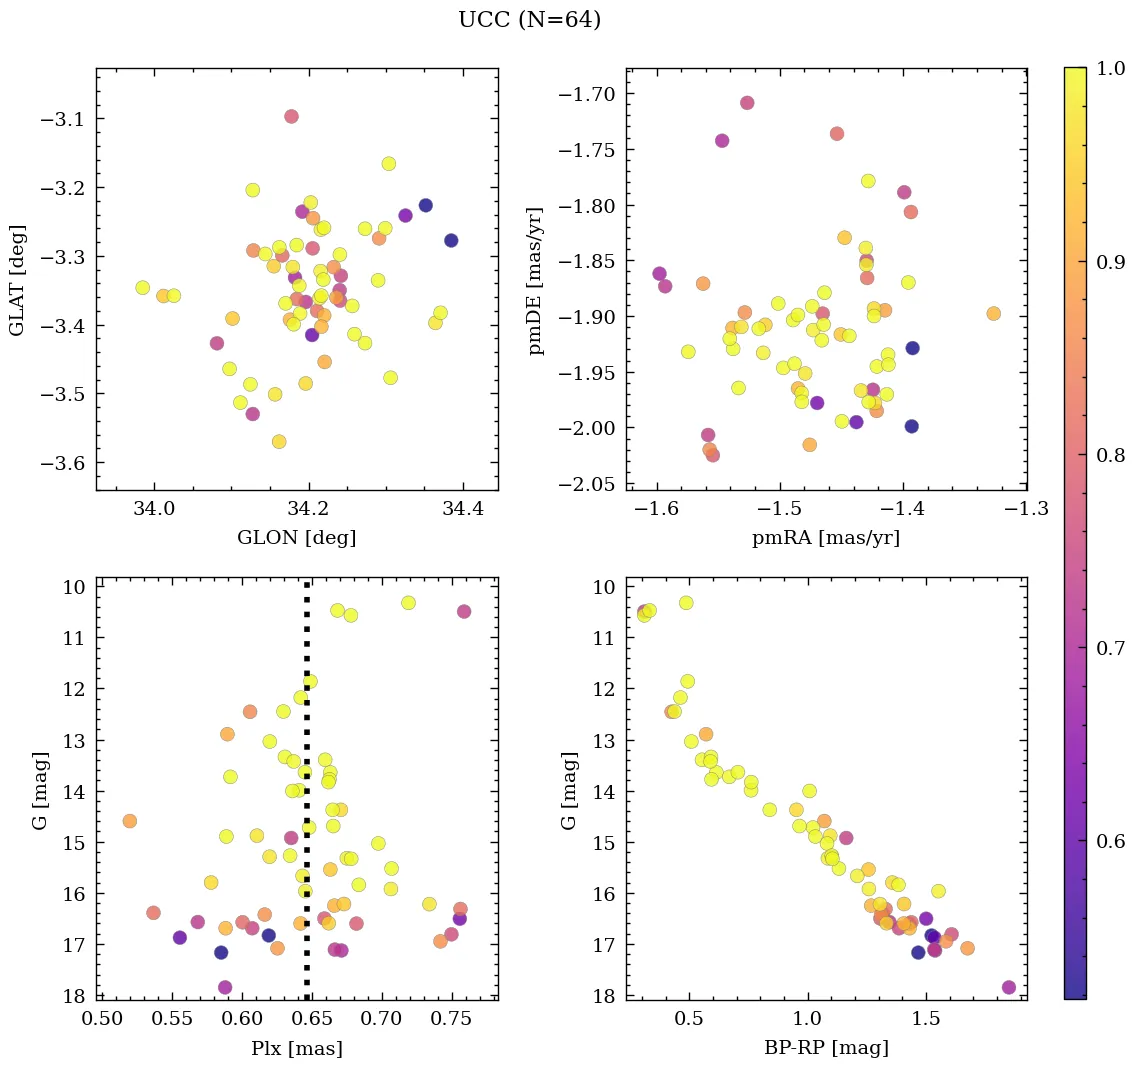 UCC (N=64)
−3.1
−3.2
−3.3
−3.4
−3.5
−3.6
GLAT [deg]
34.0 34.2 34.4
GLON [deg]
−1.70
−1.75
−1.80
−1.85
−1.90
−1.95
−2.00
−2.05
pmDE [mas/yr]
−1.6 −1.5 −1.4 −1.3
pmRA [mas/yr]
10
11
12
13
14
15
16
17
18
G [mag]
0.50 0.55 0.60 0.65 0.70 0.75
Plx [mas]
10
11
12
13
14
15
16
17
18
G [mag]
0.5 1.0 1.5
BP-RP [mag]
1.0
0.9
0.8
0.7
0.6